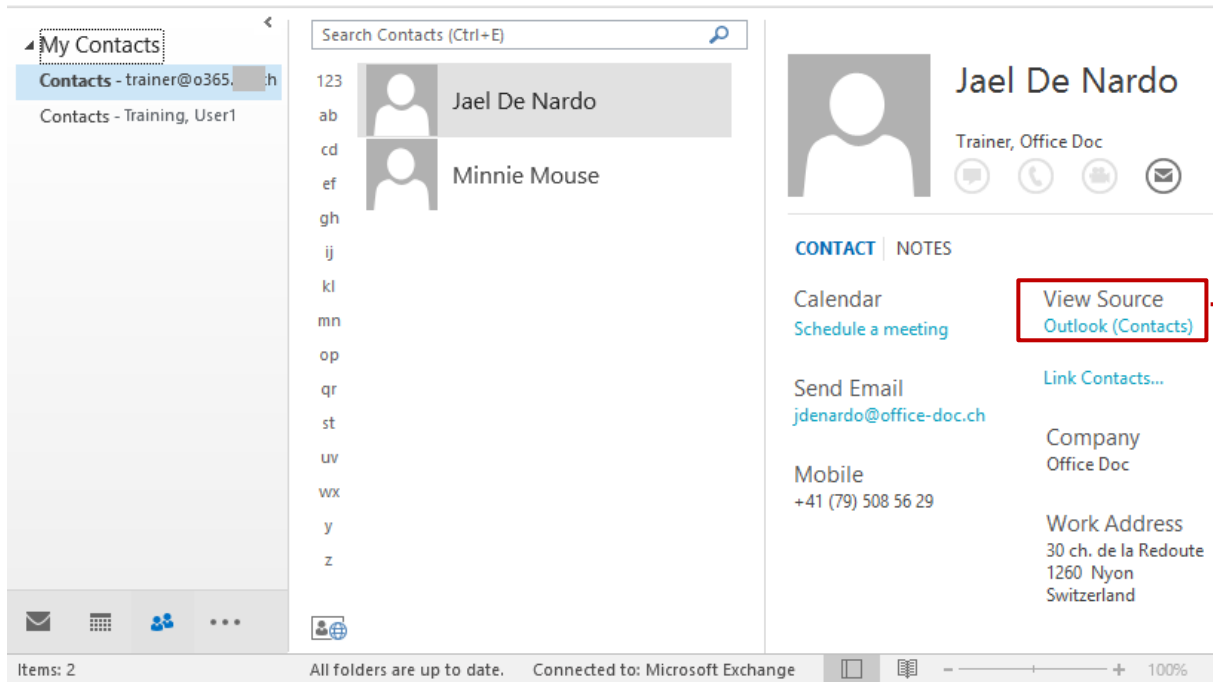 My Contacts
Contacts - trainer@o365. h
Contacts - Training, User1
Search Contacts (Ctrl+E)
123
ab
cd
ef
gh
ij
kl
mn
op
qr
st
uv
wx
y
z
Jael De Nardo
Minnie Mouse
Jael De Nardo
Trainer, Office Doc
CONTACT NOTES
Calendar
Schedule a meeting
Send Email
jdenardo@office-doc.ch
Mobile
+41 (79) 508 56 29
View Source
Outlook (Contacts)
Link Contacts...
Company
Office Doc
Work Address
30 ch. de la Redoute
1260 Nyon
Switzerland
Items: 2
All folders are up to date.
Connected to: Microsoft Exchange
100%